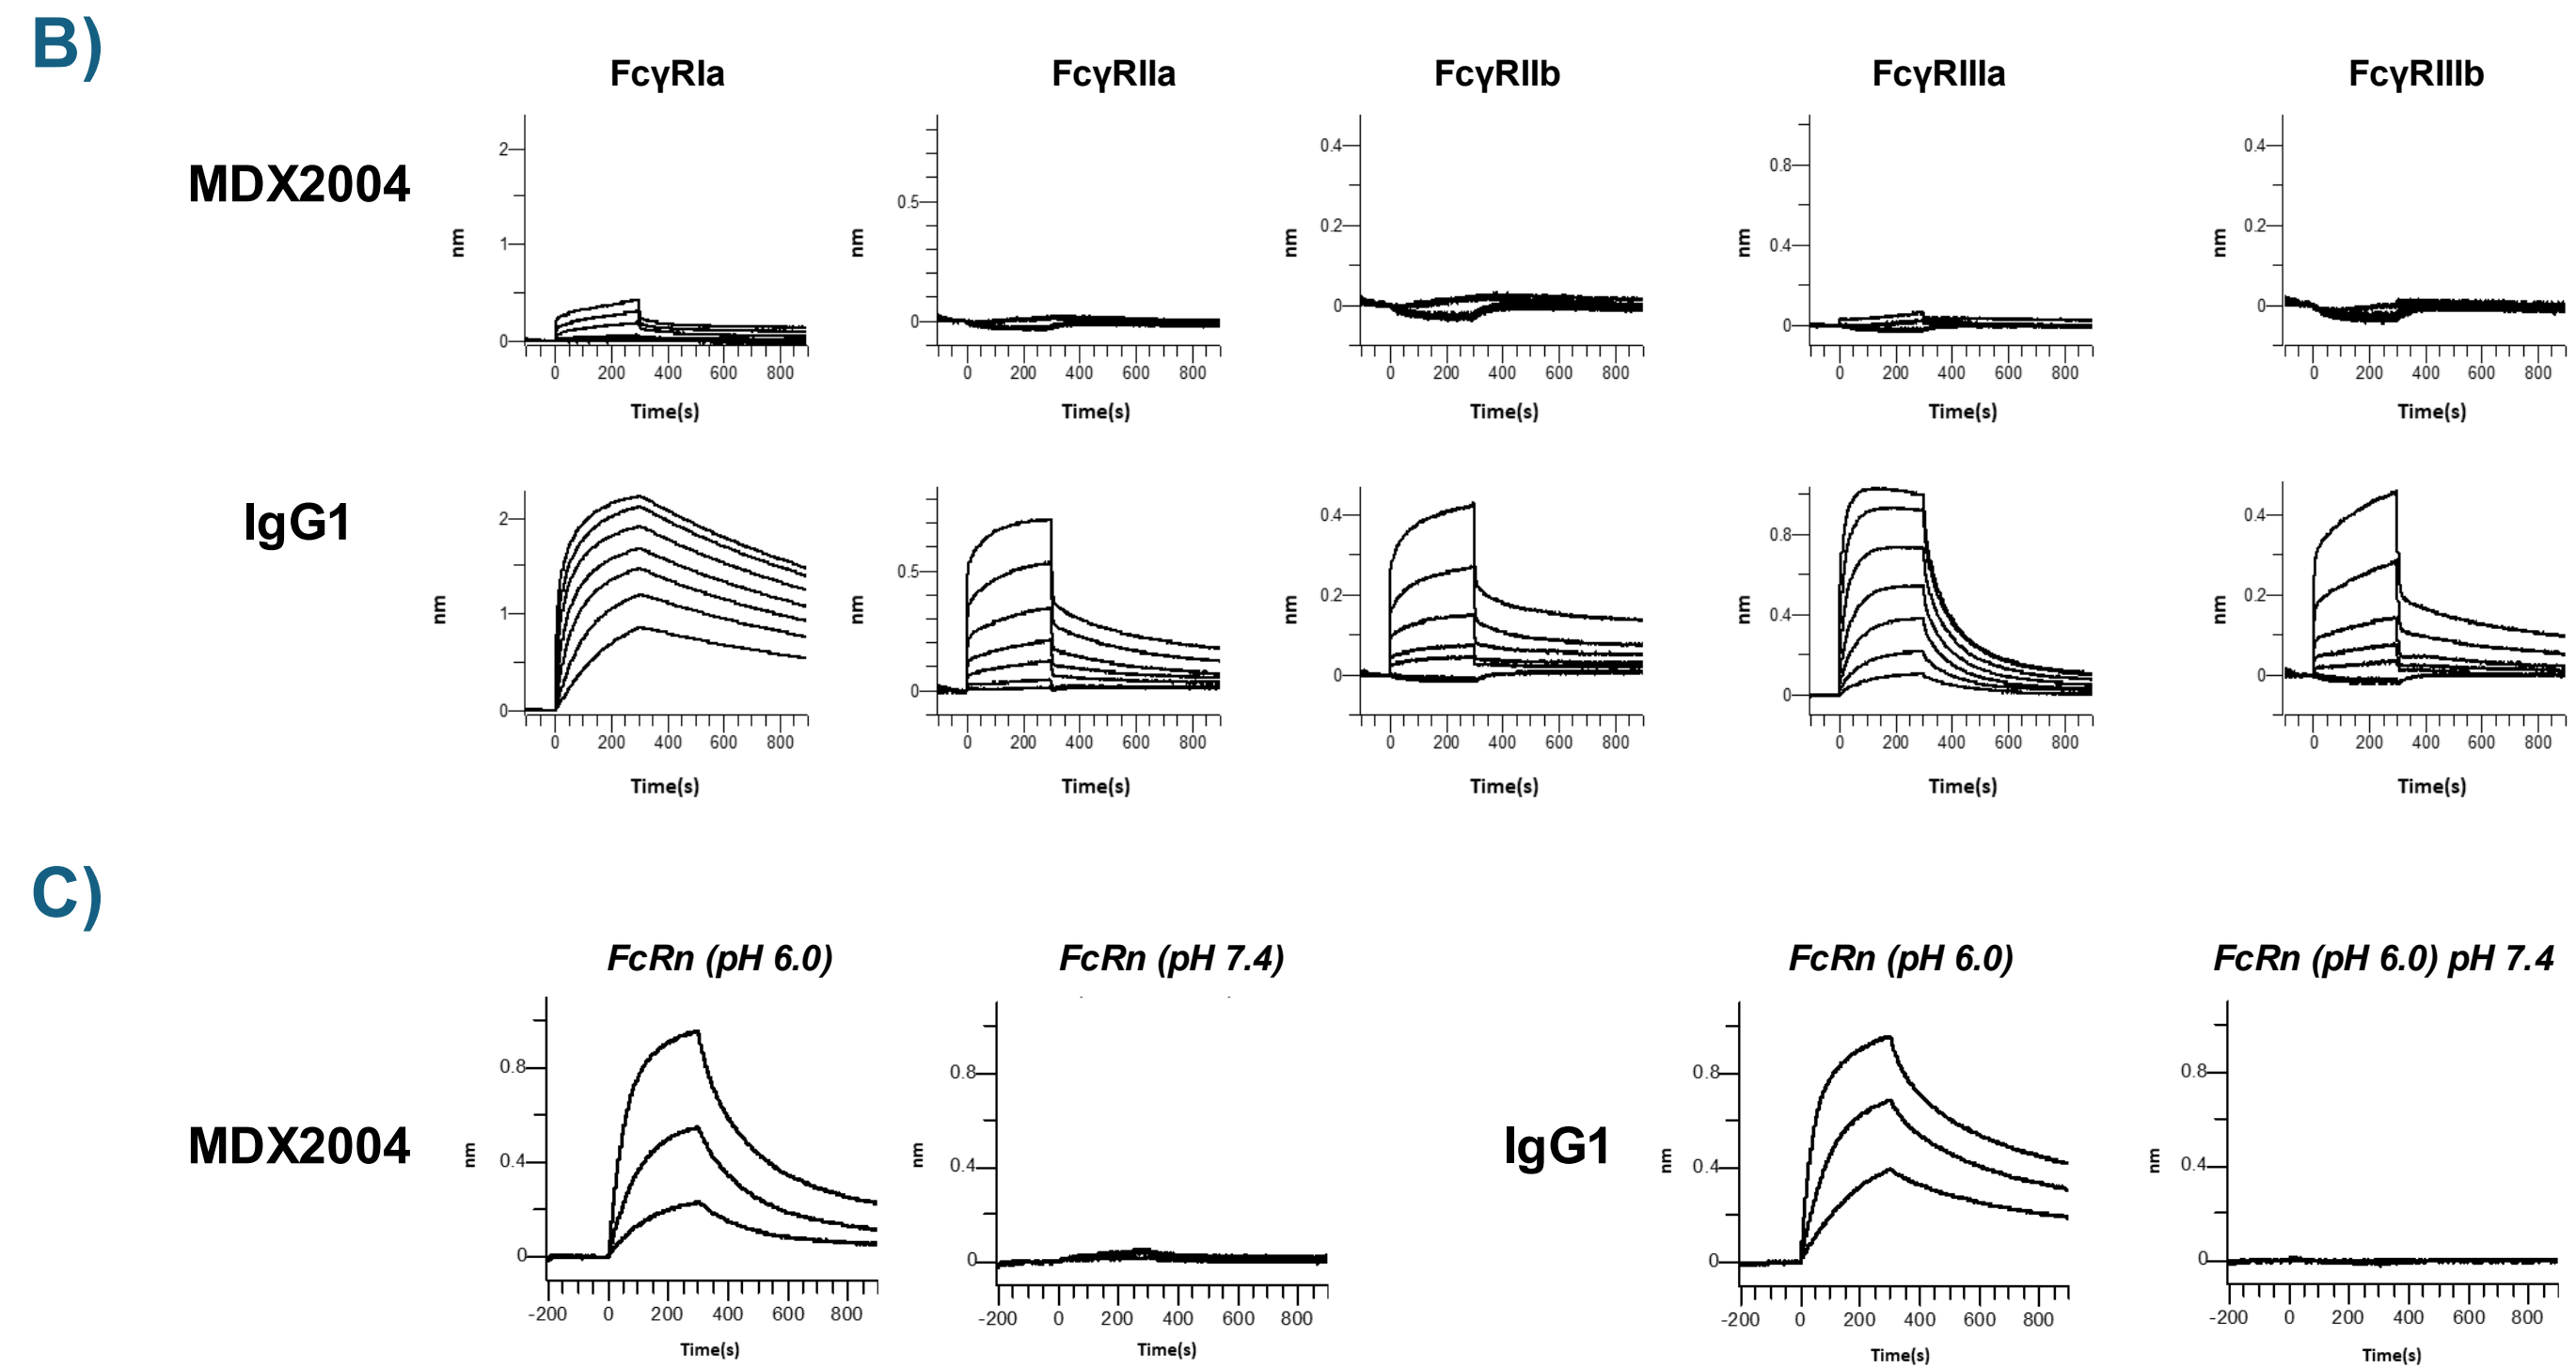 B)
FcγRIa FcγRIIa FcγRIIb FcγRIIIa FcγRIIIb
MDX2004
nm 2 1 0
nm 0.5 0
nm 0.4 0.2 0
nm 0.8 0.4 0
nm 0.4 0.2 0
0 200 400 600 800
0 200 400 600 800
0 200 400 600 800
0 200 400 600 800
0 200 400 600 800
Time(s) Time(s) Time(s) Time(s) Time(s)
IgG1
nm 2 1 0
nm 0.5 0
nm 0.4 0.2 0
nm 0.8 0.4 0
nm 0.4 0.2 0
0 200 400 600 800
0 200 400 600 800
0 200 400 600 800
0 200 400 600 800
0 200 400 600 800
Time(s) Time(s) Time(s) Time(s) Time(s)
C)
FcRn (pH 6.0) FcRn (pH 7.4) FcRn (pH 6.0) FcRn (pH 6.0) pH 7.4
MDX2004
nm 0.8 0.4 0
nm 0.8 0.4 0
IgG1
nm 0.8 0.4 0
nm 0.8 0.4 0
-200 0 200 400 600 800
-200 0 200 400 600 800
-200 0 200 400 600 800
-200 0 200 400 600 800
Time(s) Time(s) Time(s) Time(s)